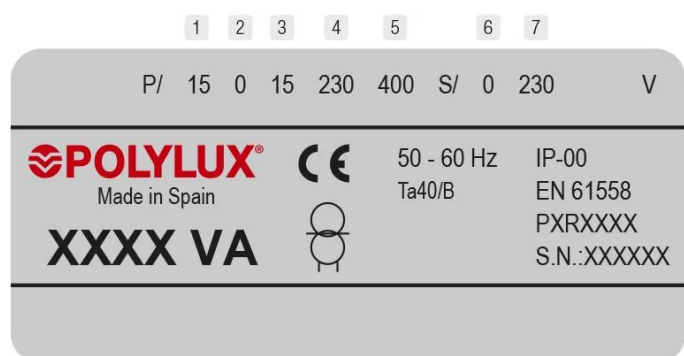 1 2 3 4 5 6 7
P/ 15 0 15 230 400 S/ 0 230 V
POLYLUX®
Made in Spain
XXXX VA
CE
50 - 60 Hz
Ta40/B
IP-00
EN 61558
PXRXXXX
S.N.:XXXXXX